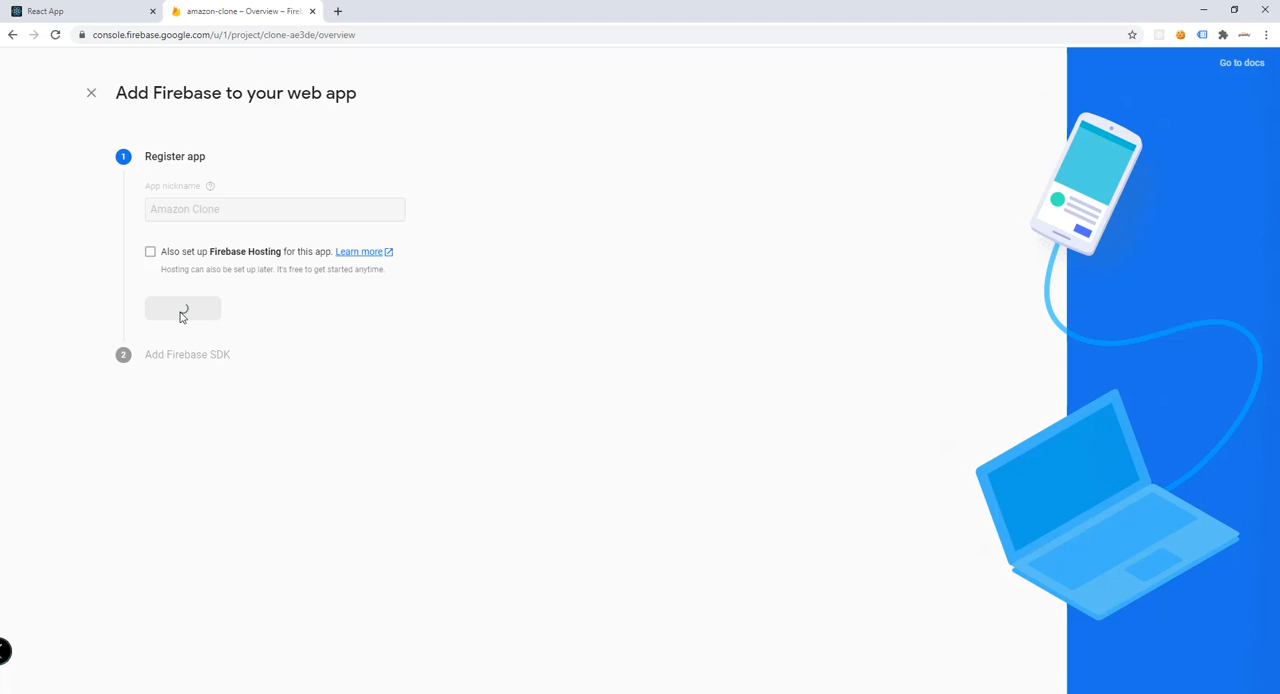 React App
amazon-clone – Overview – Fireb
console.firebase.google.com/u/1/project/clone-ae3de/overview
Go to docs
Add Firebase to your web app
1 Register app
App nickname
Amazon Clone
Also set up Firebase Hosting for this app. Learn more
Hosting can also be set up later. It's free to get started anytime.
2 Add Firebase SDK